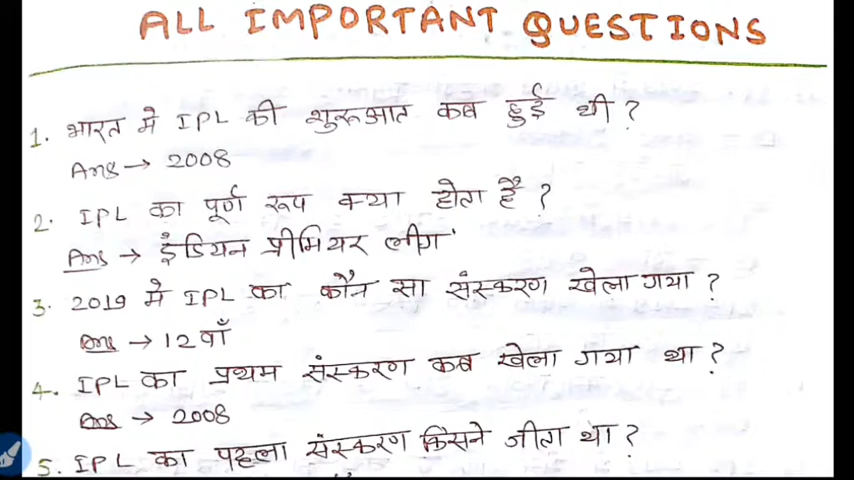 ALL IMPORTANT QUESTIONS
1. भारत मे IPL की शुरूआत कब हुई थी ?
Ans → 2008
2. IPL का पूर्ण रूप क्या होता है ?
Ans → इंडियन प्रीमियर लीग
3. 2019 मे IPL का कौन सा संस्करण खेला गया ?
Ans → 12वाँ
4. IPL का प्रथम संस्करण कब खेला गया था ?
Ans → 2008
5. IPL का पहला संस्करण किसने जीता था ?